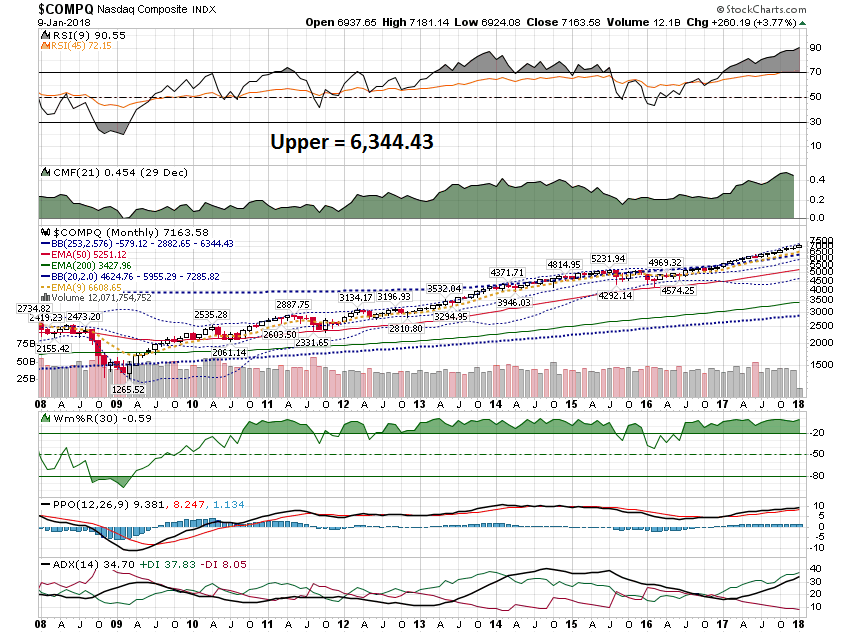 $COMPQ Nasdaq Composite INDX
© StockCharts.com
9-Jan-2018
Open 6937.65 High 7181.14 Low 6924.08 Close 7163.58 Volume 12.1B Chg +260.19 (+3.77%)
RSI(9) 90.55
RSI(45) 72.15
90
70
50
30
10
Upper = 6,344.43
CMF(21) 0.454 (29 Dec)
0.4
0.2
0.0
$COMPQ (Monthly) 7163.58
BB(253,2.576) -579.12 - 2882.65 - 6344.43
EMA(50) 5251.12
EMA(200) 3427.96
BB(20,2.0) 4624.76 - 5955.29 - 7285.82
EMA(9) 6608.65
Volume 12,071,754,752
7500
7000
6500
6000
5500
5000
4500
4000
3500
3000
2500
2000
1500
75B
50B
25B
2734.82
2419.23
2473.20
2155.42
1265.52
2535.28
2061.14
2887.75
2603.50
2331.65
3134.17
3196.93
2810.80
3532.04
3294.95
4371.71
3946.03
4814.95
5231.94
4292.14
4969.32
4574.25
08 A J O 09 A J O 10 A J O 11 A J O 12 A J O 13 A J O 14 A J O 15 A J O 16 A J O 17 A J O 18
Wm%R(30) -0.59
-20
-50
-80
PPO(12,26,9) 9.381, 8.247, 1.134
10
5
0
-5
-10
ADX(14) 34.70 +DI 37.83 -DI 8.05
40
30
20
10
08 A J O 09 A J O 10 A J O 11 A J O 12 A J O 13 A J O 14 A J O 15 A J O 16 A J O 17 A J O 18